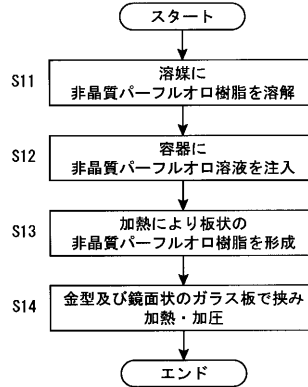 スタート
S11
溶媒に
非晶質パーフルオロ樹脂を溶解
S12
容器に
非晶質パーフルオロ溶液を注入
S13
加熱により板状の
非晶質パーフルオロ樹脂を形成
S14
金型及び鏡面状のガラス板で挟み
加熱・加圧
エンド